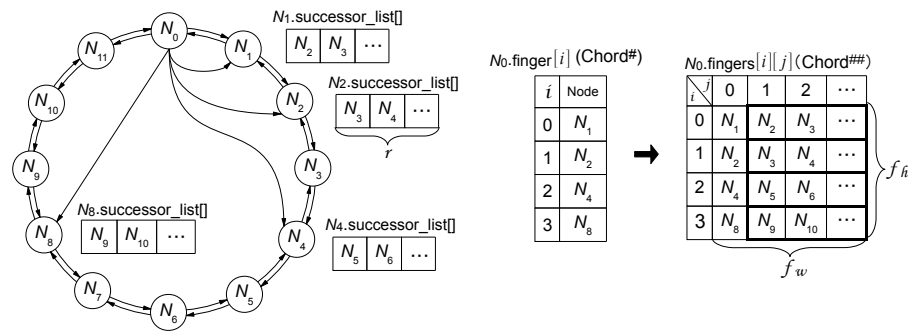 N₁.successor_list[]
N₂ N₃ ⋯
N₂.successor_list[]
N₃ N₄ ⋯
r
N₀
N₁
N₂
N₃
N₄
N₅
N₆
N₇
N₈
N₉
N₁₀
N₁₁
N₈.successor_list[]
N₉ N₁₀ ⋯
N₄.successor_list[]
N₅ N₆ ⋯
N₀.finger[i] (Chord#)
i Node
0 N₁
1 N₂
2 N₄
3 N₈
N₀.fingers[i][j](Chord##)
i j 0 1 2 ⋯
0 N₁ N₂ N₃ ⋯
1 N₂ N₃ N₄ ⋯
2 N₄ N₅ N₆ ⋯
3 N₈ N₉ N₁₀ ⋯
f h
f w